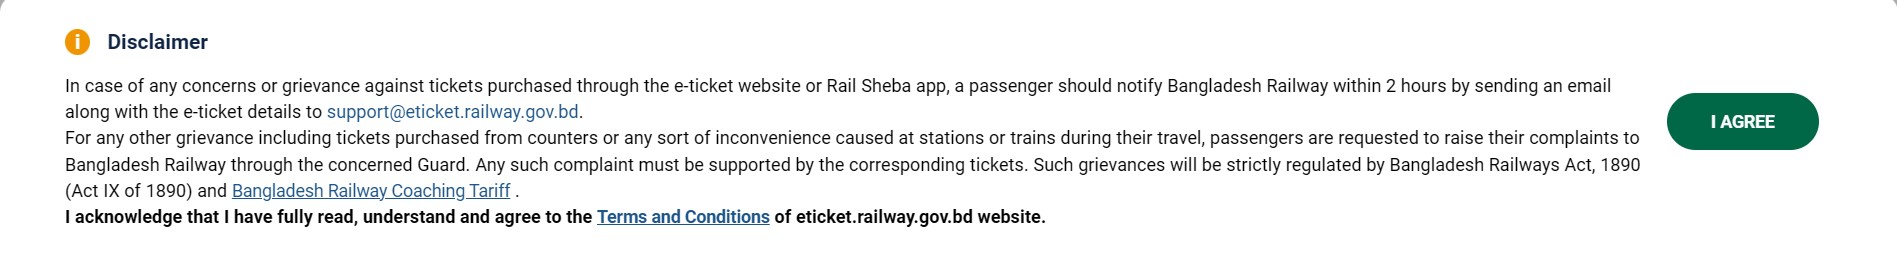 i Disclaimer
In case of any concerns or grievance against tickets purchased through the e-ticket website or Rail Sheba app, a passenger should notify Bangladesh Railway within 2 hours by sending an email
along with the e-ticket details to support@eticket.railway.gov.bd.
For any other grievance including tickets purchased from counters or any sort of inconvenience caused at stations or trains during their travel, passengers are requested to raise their complaints to
Bangladesh Railway through the concerned Guard. Any such complaint must be supported by the corresponding tickets. Such grievances will be strictly regulated by Bangladesh Railways Act, 1890
(Act IX of 1890) and Bangladesh Railway Coaching Tariff .
I acknowledge that I have fully read, understand and agree to the Terms and Conditions of eticket.railway.gov.bd website.
I AGREE